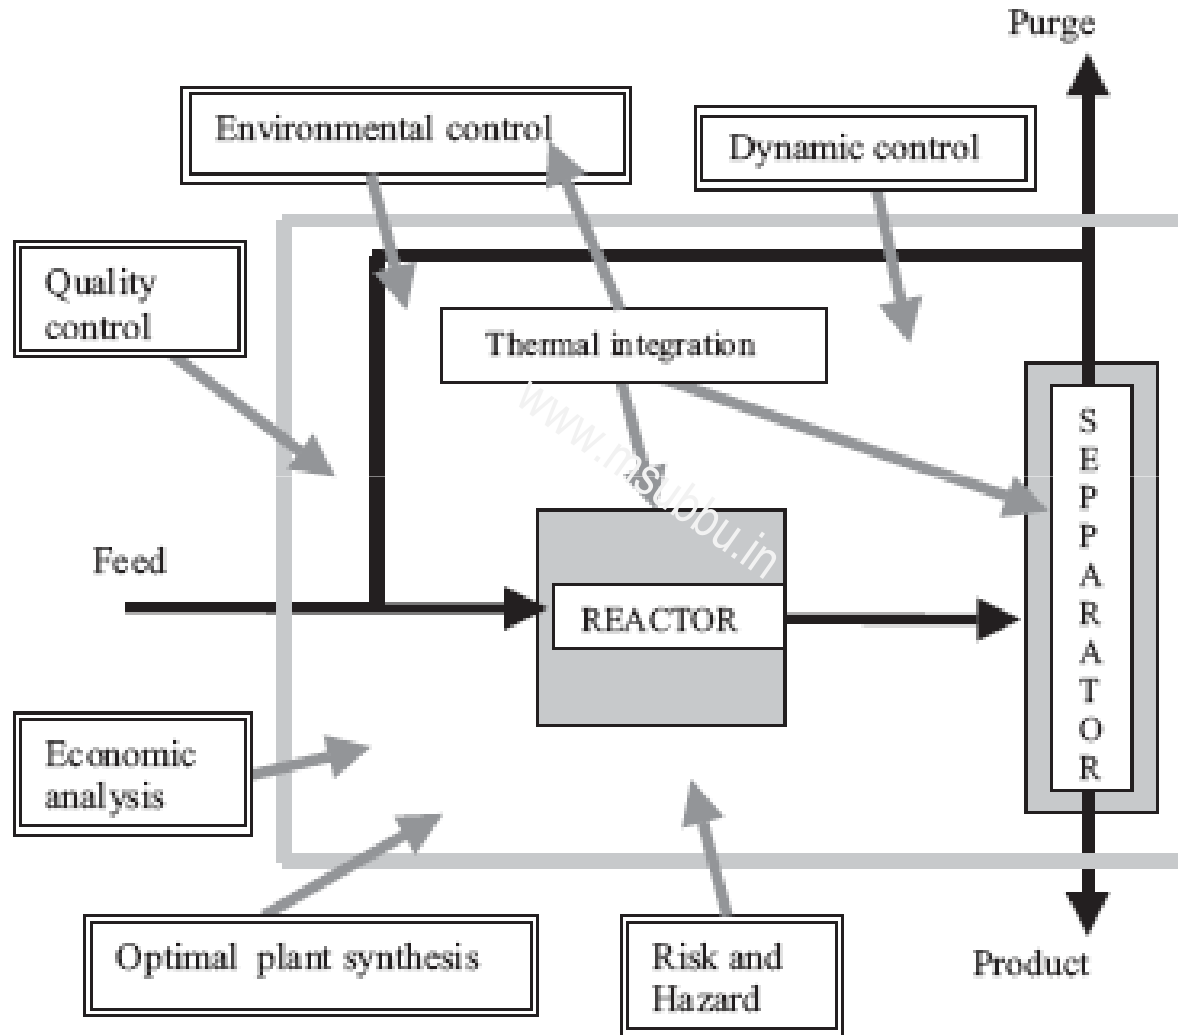 Purge
Environmental control
Dynamic control
Quality
control
Thermal integration
www.msubbu.in
Feed
REACTOR
SEPPARATOR
Economic
analysis
Optimal plant synthesis
Risk and
Hazard
Product